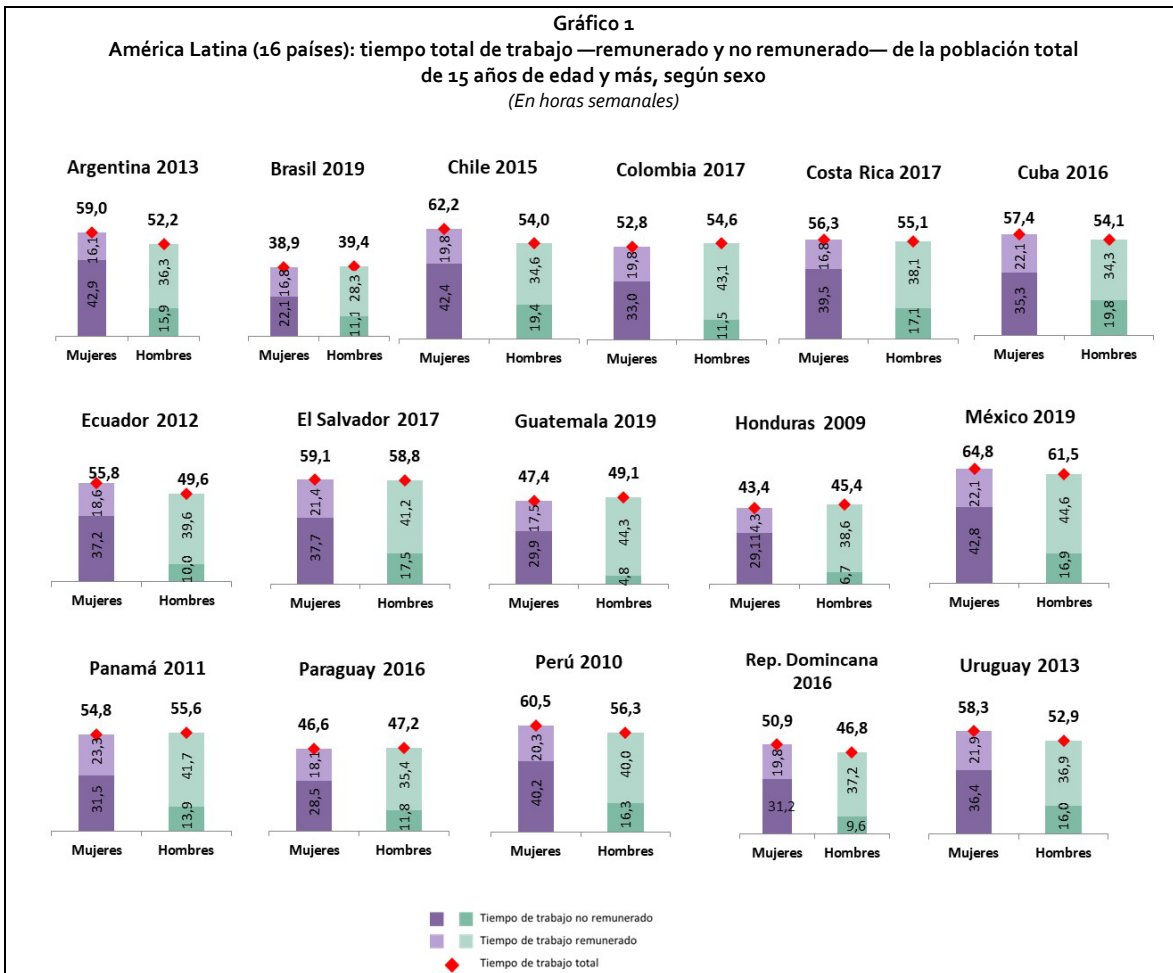 Gráfico 1
América Latina (16 países): tiempo total de trabajo —remunerado y no remunerado— de la población total
de 15 años de edad y más, según sexo
(En horas semanales)
Argentina 2013
59,0
52,2
16,1
42,9
36,3
15,9
Mujeres
Hombres
Brasil 2019
38,9
39,4
16,8
22,1
28,3
11,1
Mujeres
Hombres
Chile 2015
62,2
54,0
19,8
42,4
34,6
19,4
Mujeres
Hombres
Colombia 2017
52,8
54,6
19,8
33,0
43,1
11,5
Mujeres
Hombres
Costa Rica 2017
56,3
55,1
16,8
39,5
38,1
17,1
Mujeres
Hombres
Cuba 2016
57,4
54,1
22,1
35,3
34,3
19,8
Mujeres
Hombres
Ecuador 2012
55,8
49,6
18,6
37,2
39,6
10,0
Mujeres
Hombres
El Salvador 2017
59,1
58,8
21,4
37,7
41,2
17,5
Mujeres
Hombres
Guatemala 2019
47,4
49,1
17,5
29,9
44,3
4,8
Mujeres
Hombres
Honduras 2009
43,4
45,4
14,3
29,1
38,6
6,7
Mujeres
Hombres
México 2019
64,8
61,5
22,1
42,8
44,6
16,9
Mujeres
Hombres
Panamá 2011
54,8
55,6
23,3
31,5
41,7
13,9
Mujeres
Hombres
Paraguay 2016
46,6
47,2
18,1
28,5
35,4
11,8
Mujeres
Hombres
Perú 2010
60,5
56,3
20,3
40,2
40,0
16,3
Mujeres
Hombres
Rep. Domincana
2016
50,9
46,8
19,8
31,2
37,2
9,6
Mujeres
Hombres
Uruguay 2013
58,3
52,9
21,9
36,4
36,9
16,0
Mujeres
Hombres
Tiempo de trabajo no remunerado
Tiempo de trabajo remunerado
Tiempo de trabajo total